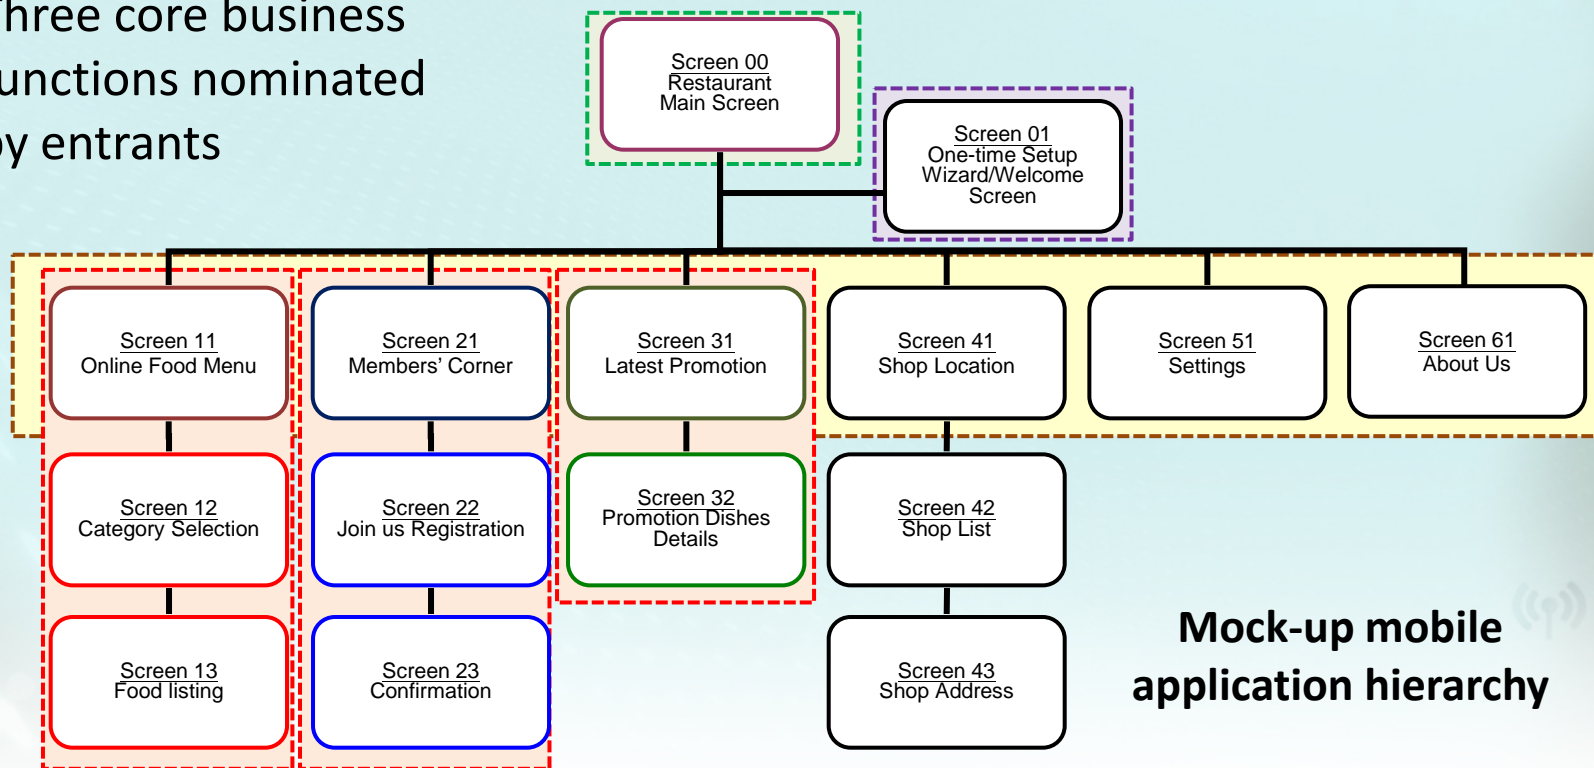 Three core business
functions nominated
by entrants
Screen 00
Restaurant
Main Screen
Screen 01
One-time Setup
Wizard/Welcome
Screen
Screen 11
Online Food Menu
Screen 21
Members’ Corner
Screen 31
Latest Promotion
Screen 41
Shop Location
Screen 51
Settings
Screen 61
About Us
Screen 12
Category Selection
Screen 22
Join us Registration
Screen 32
Promotion Dishes
Details
Screen 42
Shop List
Screen 13
Food listing
Screen 23
Confirmation
Screen 43
Shop Address
Mock-up mobile
application hierarchy